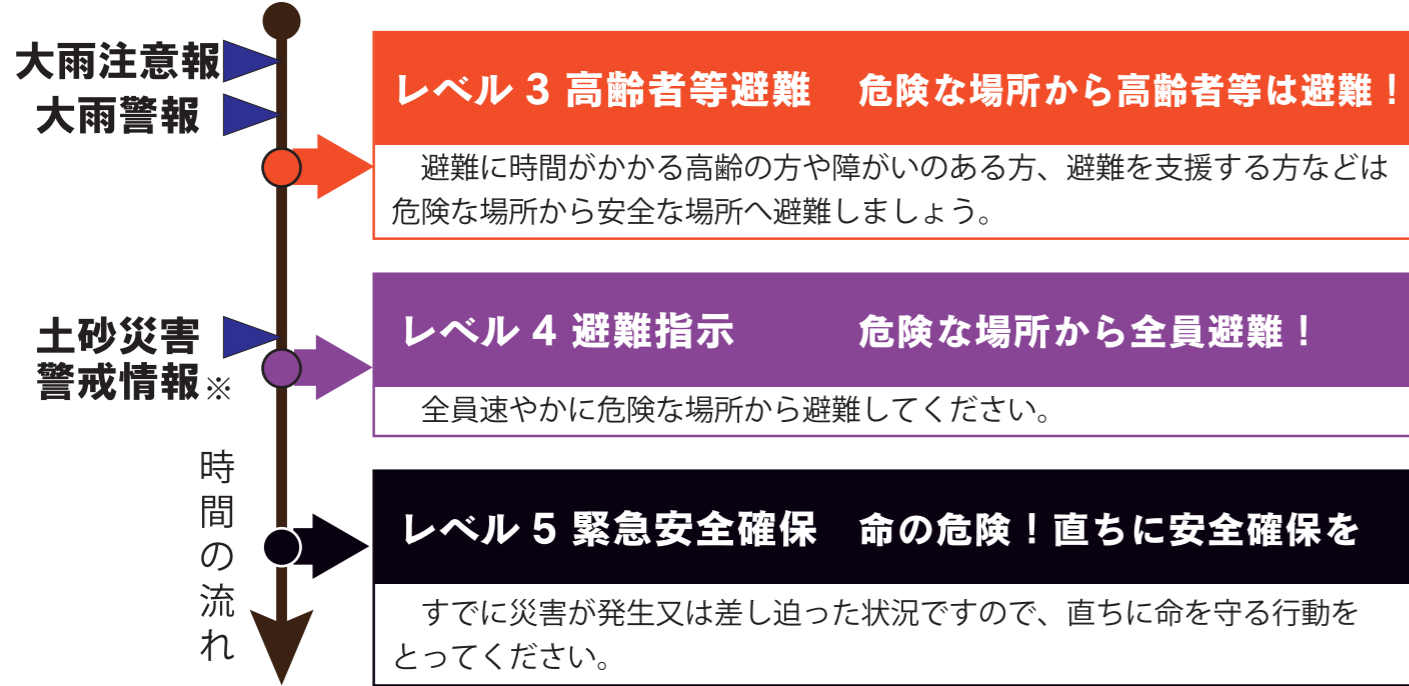 大雨注意報
大雨警報
レベル 3 高齢者等避難　危険な場所から高齢者等は避難！
避難に時間がかかる高齢の方や障がいのある方、避難を支援する方などは
危険な場所から安全な場所へ避難しましょう。
土砂災害
警戒情報※
レベル 4 避難指示　危険な場所から全員避難！
全員速やかに危険な場所から避難してください。
時間の流れ
レベル 5 緊急安全確保　命の危険！直ちに安全確保を
すでに災害が発生又は差し迫った状況ですので、直ちに命を守る行動を
とってください。